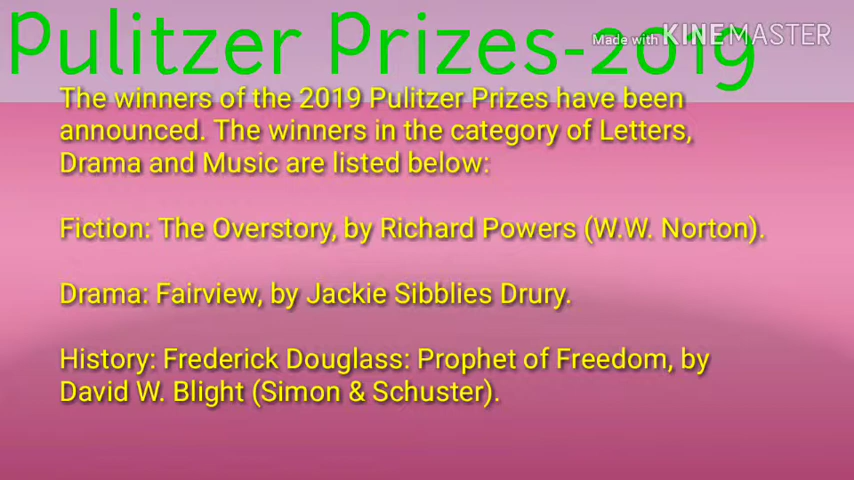 Pulitzer Prizes-2019
Made with KINEMASTER
The winners of the 2019 Pulitzer Prizes have been
announced. The winners in the category of Letters,
Drama and Music are listed below:
Fiction: The Overstory, by Richard Powers (W.W. Norton).
Drama: Fairview, by Jackie Sibblies Drury.
History: Frederick Douglass: Prophet of Freedom, by
David W. Blight (Simon & Schuster).